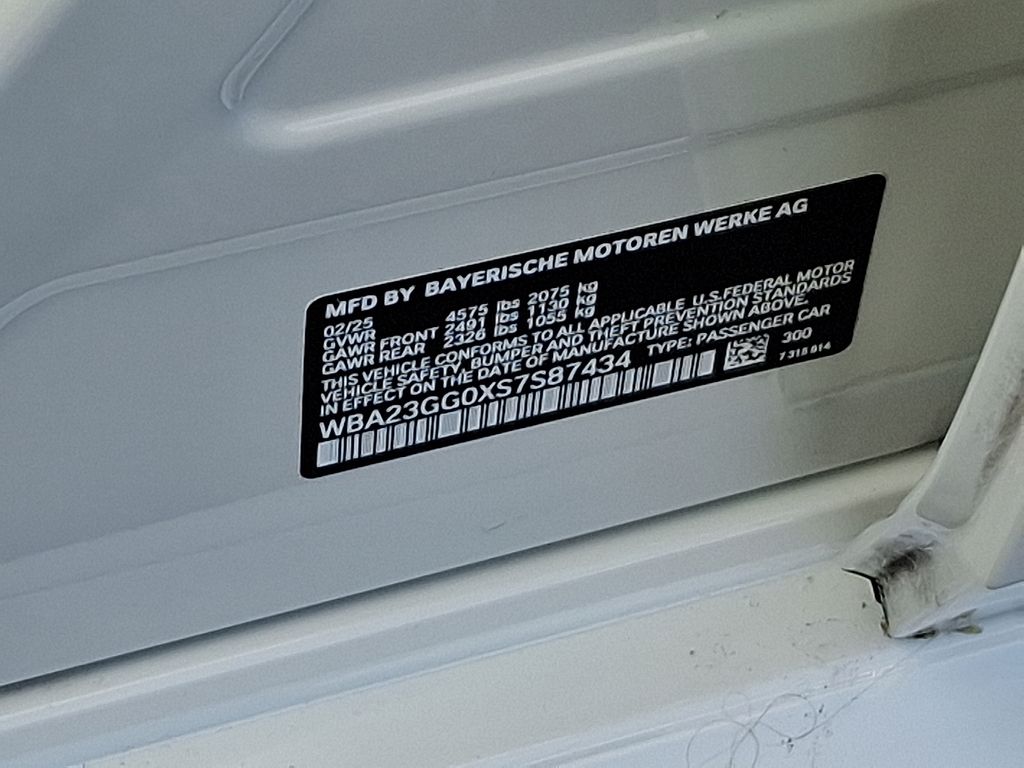 MFD BY BAYERISCHE MOTOREN WERKE AG
02/25
GVWR 4575 lbs 2075 kg
GAWR FRONT 2491 lbs 1130 kg
GAWR REAR 2326 lbs 1055 kg
THIS VEHICLE CONFORMS TO ALL APPLICABLE U.S.FEDERAL MOTOR
VEHICLE SAFETY, BUMPER AND THEFT PREVENTION STANDARDS
IN EFFECT ON THE DATE OF MANUFACTURE SHOWN ABOVE.
WBA23GG0XS7S87434 TYPE: PASSENGER CAR
300
7 318 014